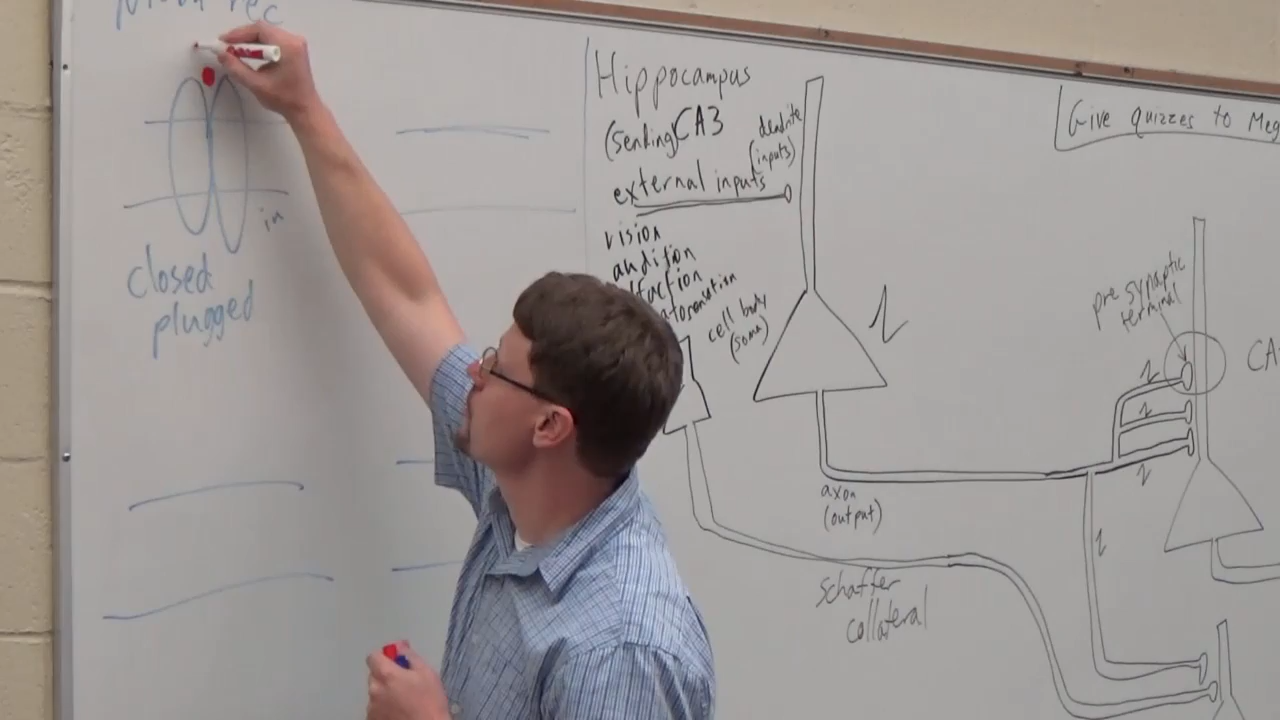 rec
closed
plugged
in
Hippocampus
(sending) CA3
external inputs
vision
audition
cell body
(soma)
dendrite
(inputs)
axon
(output)
Schaffer
collateral
Give quizzes to Meg
pre synaptic
terminal
CA